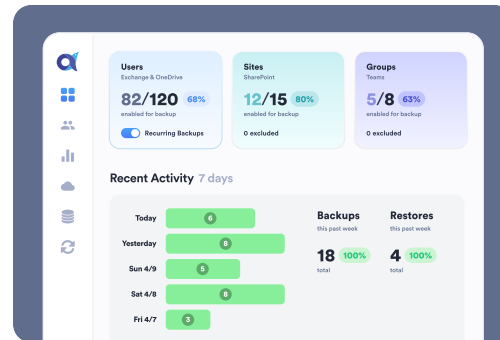 Users
Exchange & OneDrive
82/120 68%
enabled for backup
Recurring Backups
Sites
SharePoint
12/15 80%
enabled for backup
0 excluded
Groups
Teams
5/8 63%
enabled for backup
0 excluded
Recent Activity 7 days
Today 6
Yesterday 8
Sun 4/9 5
Sat 4/8 8
Fri 4/7 3
Backups
this past week
18 100%
total
Restores
this past week
4 100%
total